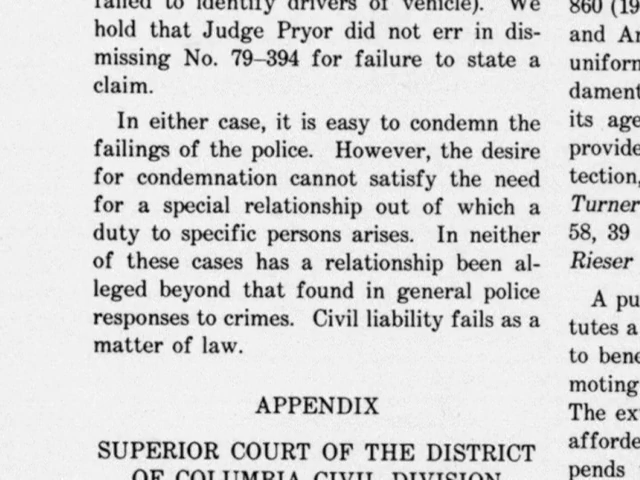 failed to identify drivers of vehicle). We
hold that Judge Pryor did not err in dis-
missing No. 79–394 for failure to state a
claim.
In either case, it is easy to condemn the
failings of the police. However, the desire
for condemnation cannot satisfy the need
for a special relationship out of which a
duty to specific persons arises. In neither
of these cases has a relationship been al-
leged beyond that found in general police
responses to crimes. Civil liability fails as a
matter of law.
APPENDIX
SUPERIOR COURT OF THE DISTRICT
OF COLUMBIA CIVIL DIVISION
860 (19
and Ar
uniform
dament
its age
provide
tection,
Turner
58, 39
Rieser
A pu
tutes a
to bene
moting
The ex
afforde
pends